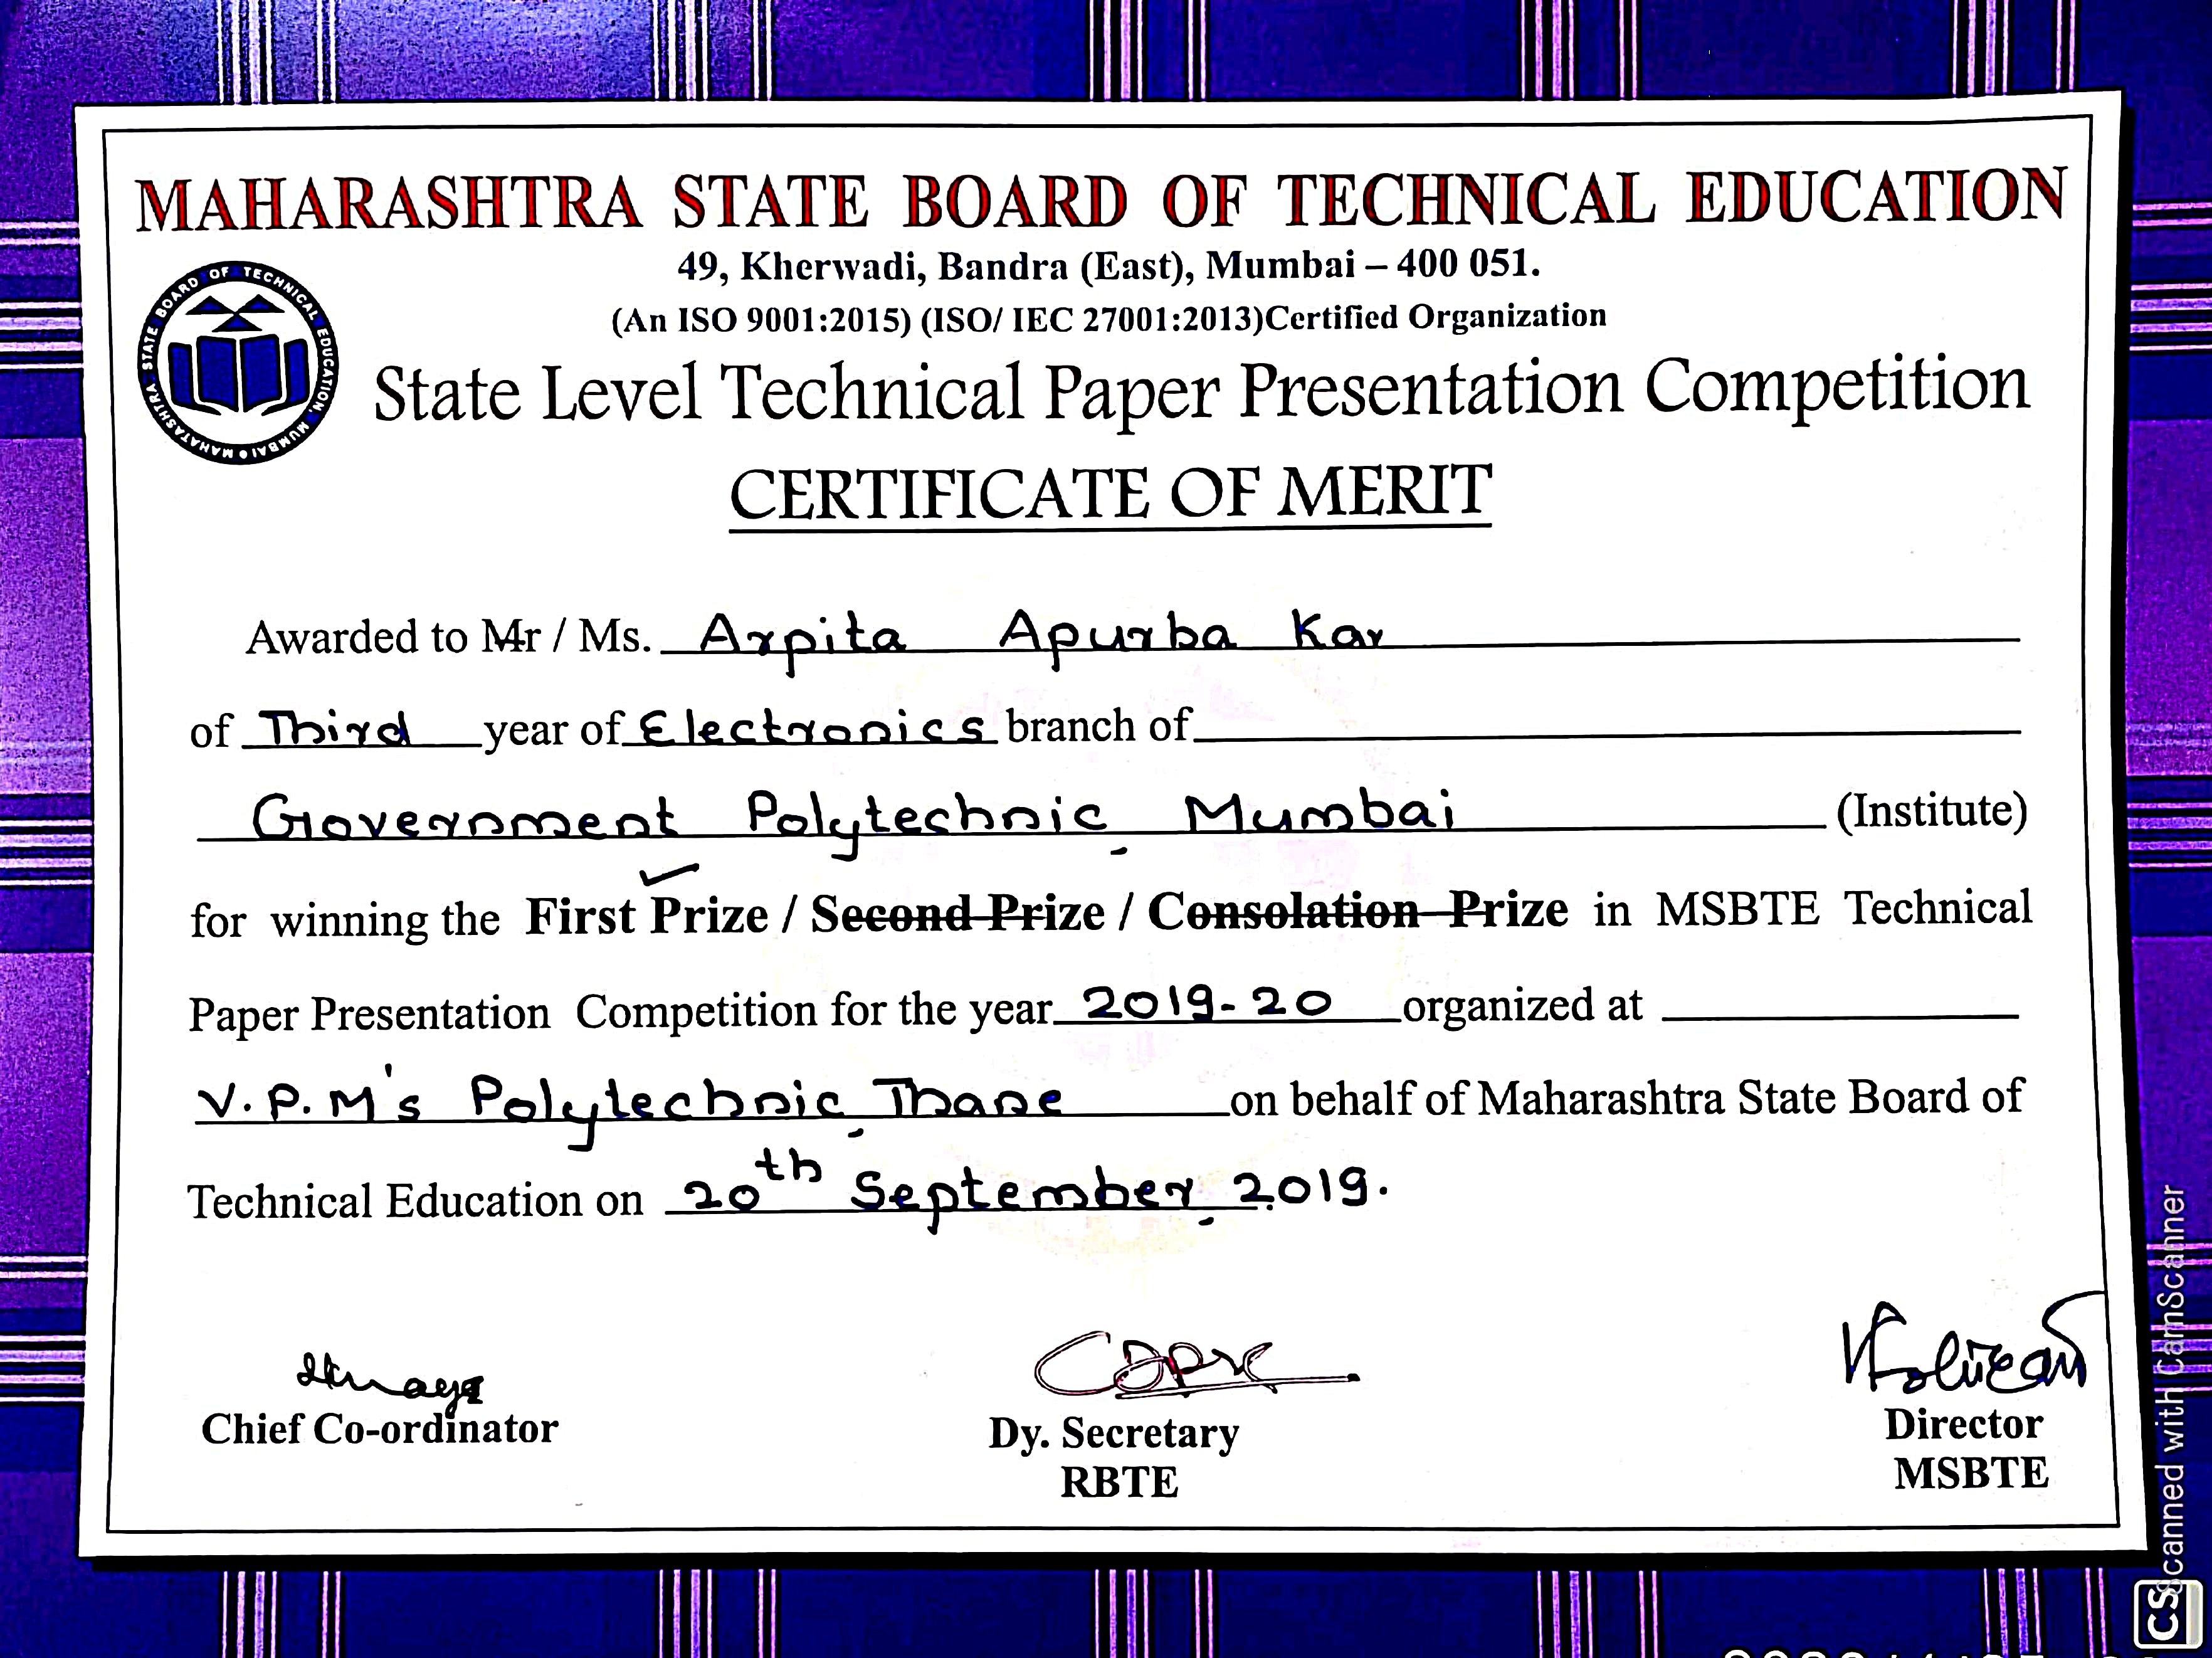 MAHARASHTRA STATE BOARD OF TECHNICAL EDUCATION
49, Kherwadi, Bandra (East), Mumbai – 400 051.
(An ISO 9001:2015) (ISO/ IEC 27001:2013)Certified Organization
MAHATASHTRA STATE BOARD OF TECHNICAL EDUCATION, MUMBAI
State Level Technical Paper Presentation Competition
CERTIFICATE OF MERIT
Awarded to Mr / Ms. Arpita Apurba Kar
of Third year of Electronics branch of
Government Polytechnic, Mumbai (Institute)
for winning the First Prize / Second Prize / Consolation Prize in MSBTE Technical
Paper Presentation Competition for the year 2019-20 organized at
V.P.M's Polytechnic, Thane on behalf of Maharashtra State Board of
Technical Education on 20th September, 2019.
Chief Co-ordinator
Dy. Secretary
RBTE
Director
MSBTE
CS Scanned with CamScanner